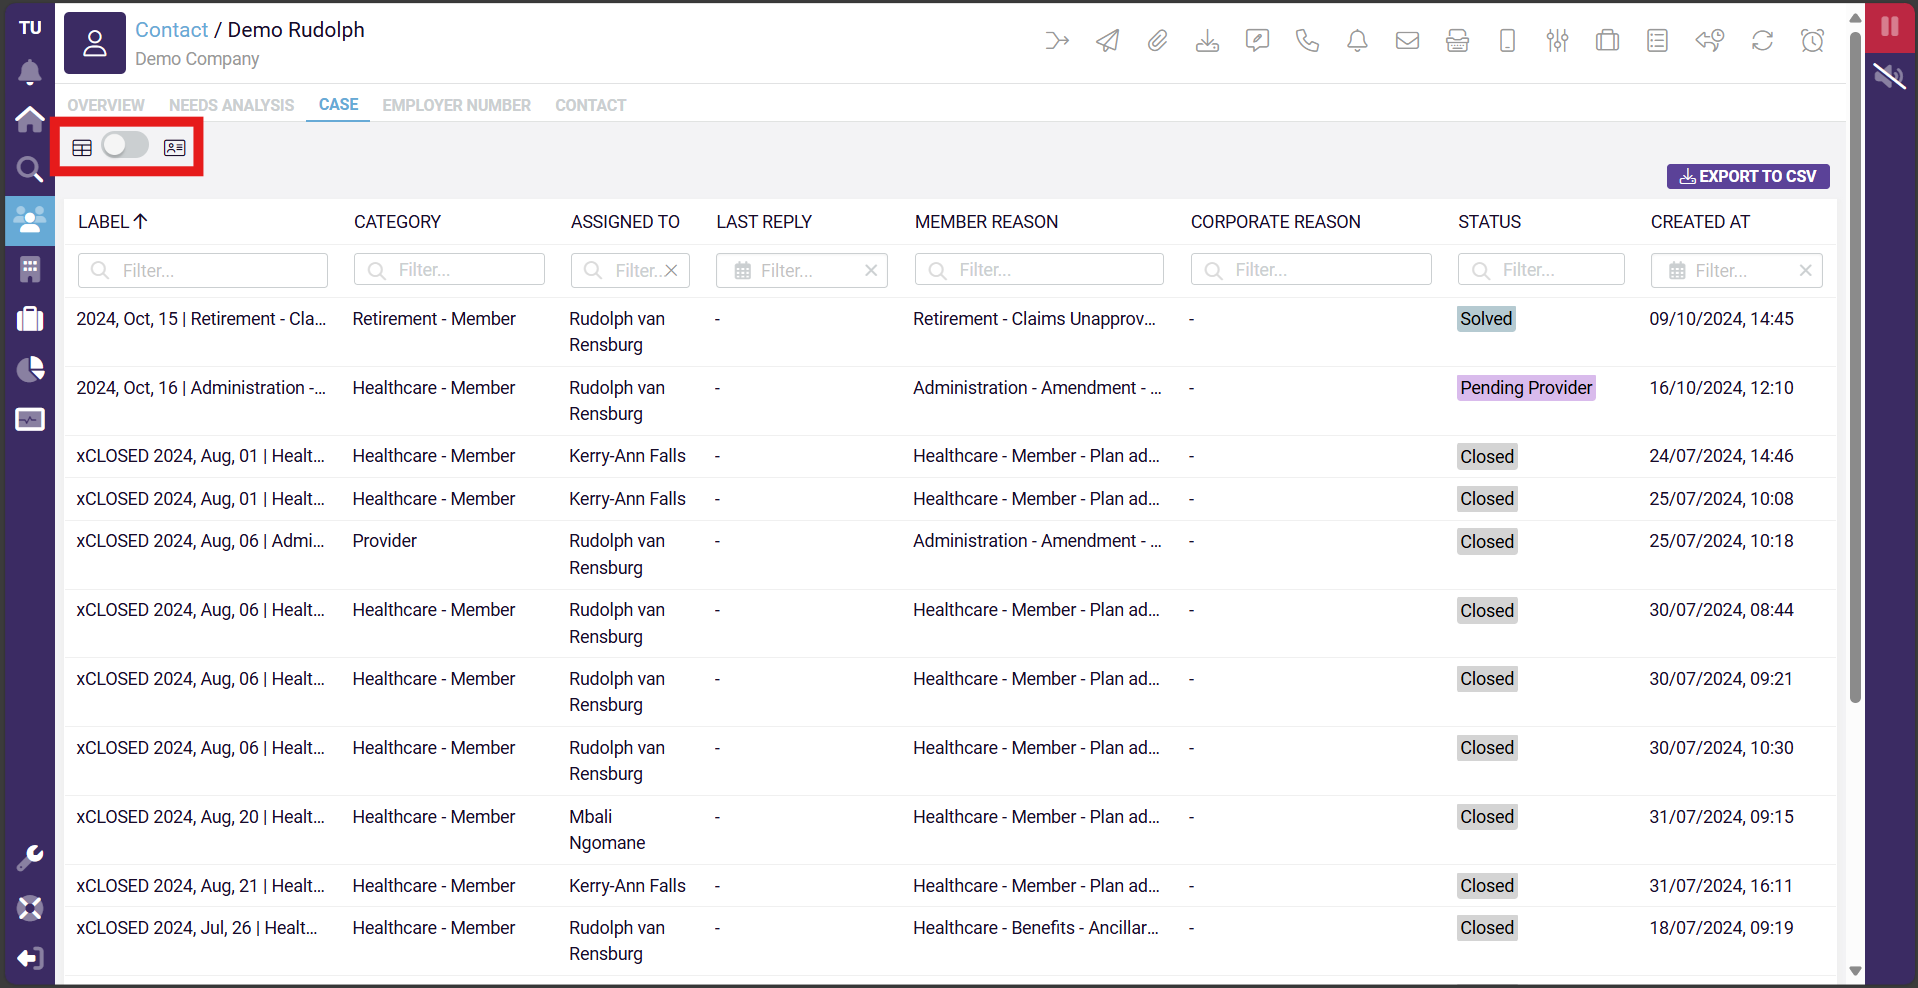 TU
Contact / Demo Rudolph
Demo Company
OVERVIEW NEEDS ANALYSIS CASE EMPLOYER NUMBER CONTACT
EXPORT TO CSV
LABEL CATEGORY ASSIGNED TO LAST REPLY MEMBER REASON CORPORATE REASON STATUS CREATED AT
Filter... Filter... Filter.. Filter... Filter... Filter... Filter... Filter...
2024, Oct, 15 | Retirement - Cla... Retirement - Member Rudolph van Rensburg - Retirement - Claims Unapprov... - Solved 09/10/2024, 14:45
2024, Oct, 16 | Administration -... Healthcare - Member Rudolph van Rensburg - Administration - Amendment - ... - Pending Provider 16/10/2024, 12:10
xCLOSED 2024, Aug, 01 | Healt... Healthcare - Member Kerry-Ann Falls - Healthcare - Member - Plan ad... - Closed 24/07/2024, 14:46
xCLOSED 2024, Aug, 01 | Healt... Healthcare - Member Kerry-Ann Falls - Healthcare - Member - Plan ad... - Closed 25/07/2024, 10:08
xCLOSED 2024, Aug, 06 | Admi... Provider Rudolph van Rensburg - Administration - Amendment - ... - Closed 25/07/2024, 10:18
xCLOSED 2024, Aug, 06 | Healt... Healthcare - Member Rudolph van Rensburg - Healthcare - Member - Plan ad... - Closed 30/07/2024, 08:44
xCLOSED 2024, Aug, 06 | Healt... Healthcare - Member Rudolph van Rensburg - Healthcare - Member - Plan ad... - Closed 30/07/2024, 09:21
xCLOSED 2024, Aug, 06 | Healt... Healthcare - Member Rudolph van Rensburg - Healthcare - Member - Plan ad... - Closed 30/07/2024, 10:30
xCLOSED 2024, Aug, 20 | Healt... Healthcare - Member Mbali Ngomane - Healthcare - Member - Plan ad... - Closed 31/07/2024, 09:15
xCLOSED 2024, Aug, 21 | Healt... Healthcare - Member Kerry-Ann Falls - Healthcare - Member - Plan ad... - Closed 31/07/2024, 16:11
xCLOSED 2024, Jul, 26 | Healt... Healthcare - Member Rudolph van Rensburg - Healthcare - Benefits - Ancillar... - Closed 18/07/2024, 09:19